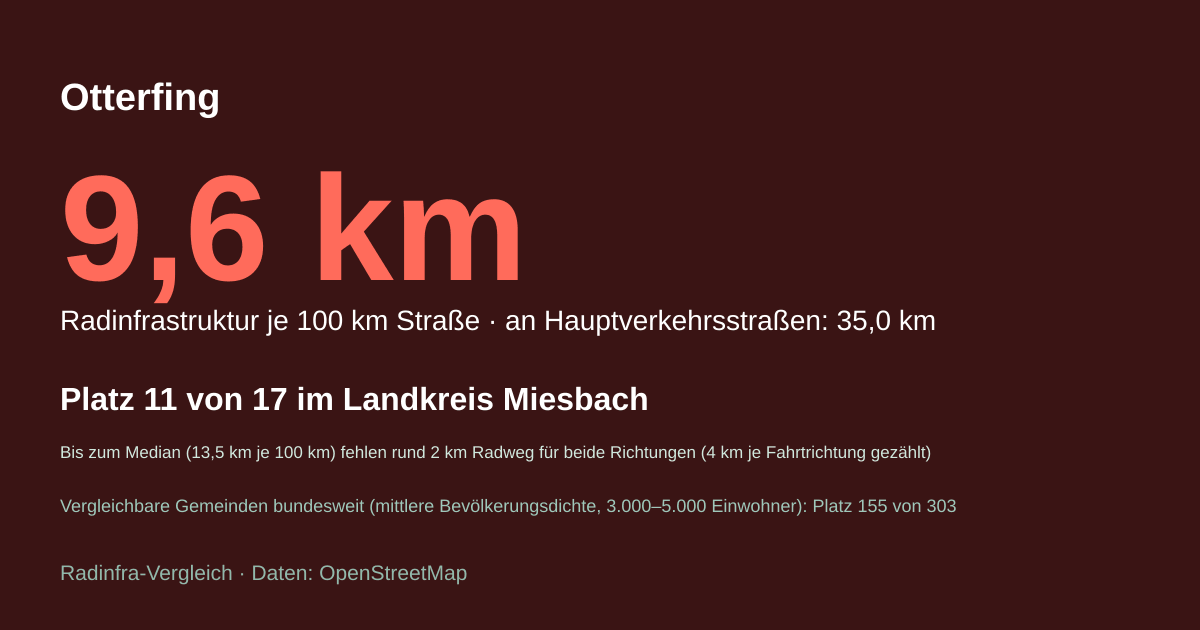 Otterfing
9,6 km
Radinfrastruktur je 100 km Straße · an Hauptverkehrsstraßen: 35,0 km
Platz 11 von 17 im Landkreis Miesbach
Bis zum Median (13,5 km je 100 km) fehlen rund 2 km Radweg für beide Richtungen (4 km je Fahrtrichtung gezählt)
Vergleichbare Gemeinden bundesweit (mittlere Bevölkerungsdichte, 3.000–5.000 Einwohner): Platz 155 von 303
Radinfra-Vergleich · Daten: OpenStreetMap